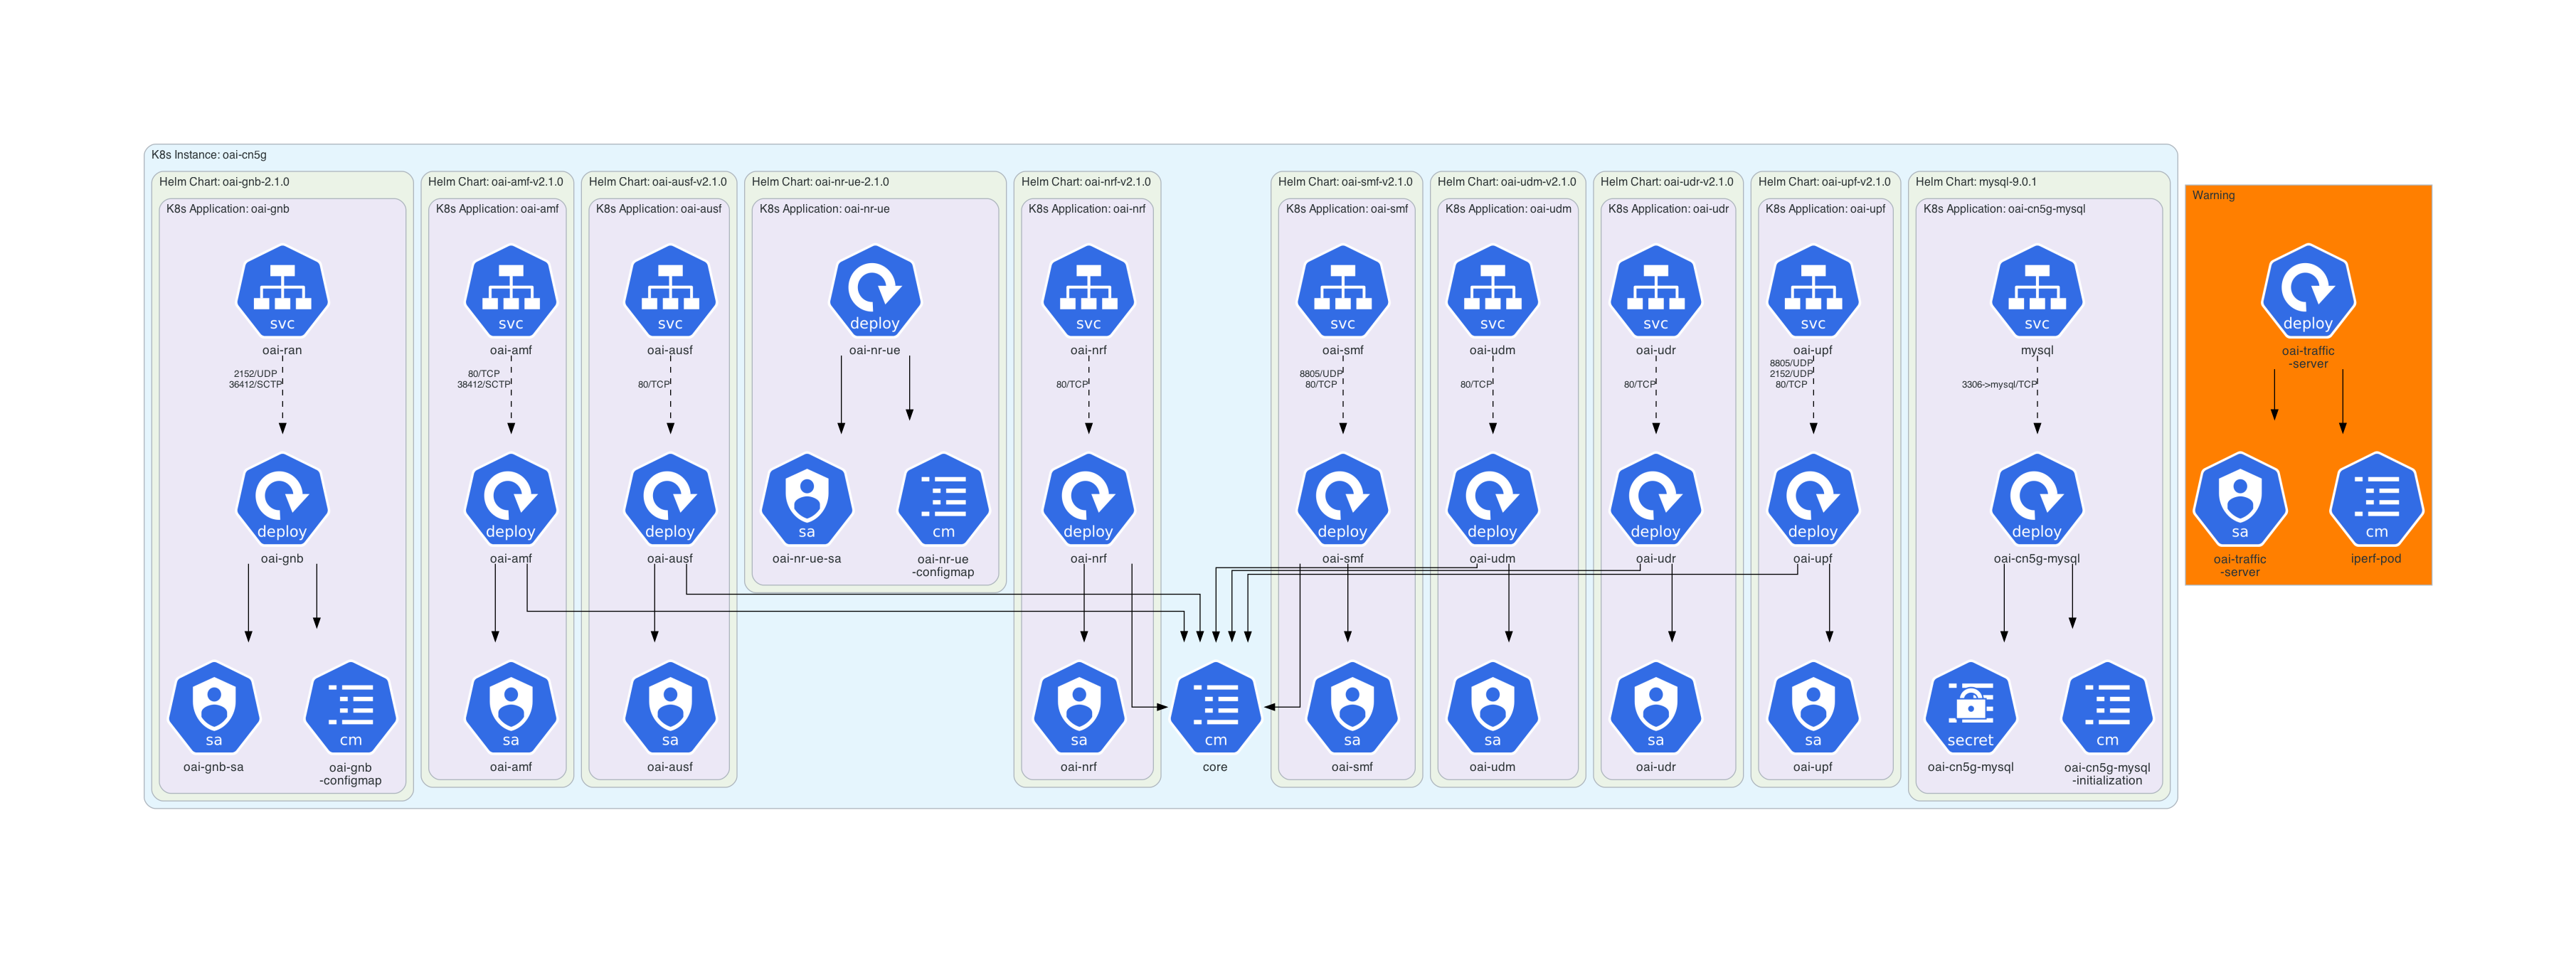 K8s Instance: oai-cn5g
Helm Chart: oai-gnb-2.1.0
K8s Application: oai-gnb
svc
oai-ran
2152/UDP
36412/SCTP
deploy
oai-gnb
sa
oai-gnb-sa
cm
oai-gnb
-configmap
Helm Chart: oai-amf-v2.1.0
K8s Application: oai-amf
svc
oai-amf
80/TCP
38412/SCTP
deploy
oai-amf
sa
oai-amf
Helm Chart: oai-ausf-v2.1.0
K8s Application: oai-ausf
svc
oai-ausf
80/TCP
deploy
oai-ausf
sa
oai-ausf
Helm Chart: oai-nr-ue-2.1.0
K8s Application: oai-nr-ue
deploy
oai-nr-ue
sa
oai-nr-ue-sa
cm
oai-nr-ue
-configmap
Helm Chart: oai-nrf-v2.1.0
K8s Application: oai-nrf
svc
oai-nrf
80/TCP
deploy
oai-nrf
sa
oai-nrf
cm
core
Helm Chart: oai-smf-v2.1.0
K8s Application: oai-smf
svc
oai-smf
8805/UDP
80/TCP
deploy
oai-smf
sa
oai-smf
Helm Chart: oai-udm-v2.1.0
K8s Application: oai-udm
svc
oai-udm
80/TCP
deploy
oai-udm
sa
oai-udm
Helm Chart: oai-udr-v2.1.0
K8s Application: oai-udr
svc
oai-udr
80/TCP
deploy
oai-udr
sa
oai-udr
Helm Chart: oai-upf-v2.1.0
K8s Application: oai-upf
svc
oai-upf
8805/UDP
2152/UDP
80/TCP
deploy
oai-upf
sa
oai-upf
Helm Chart: mysql-9.0.1
K8s Application: oai-cn5g-mysql
svc
mysql
3306->mysql/TCP
deploy
oai-cn5g-mysql
secret
oai-cn5g-mysql
cm
oai-cn5g-mysql
-initialization
Warning
deploy
oai-traffic
-server
sa
oai-traffic
-server
cm
iperf-pod